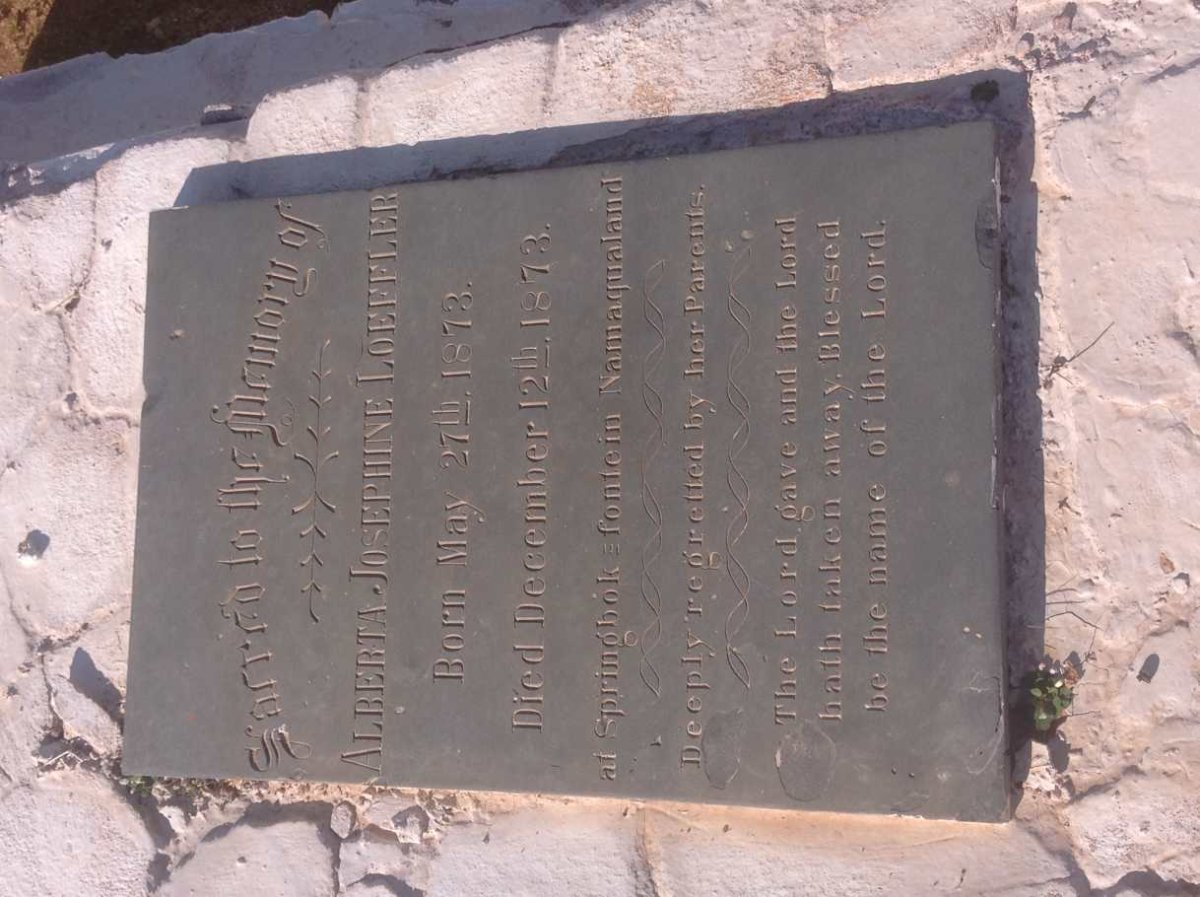 Sacred to the Memory of
ALBERTA JOSEPHINE LOEFFLER
Born May 27th. 1873.
Died December 12th. 1873.
at Springbok=fontein Namaqualand
Deeply regretted by her Parents.
The Lord gave and the Lord
hath taken away. Blessed
be the name of the Lord.